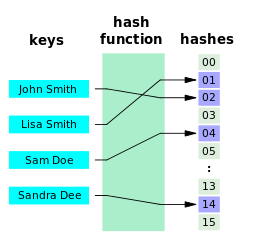 keys
hash
function
hashes
John Smith
Lisa Smith
Sam Doe
Sandra Dee
00
01
02
03
04
05
:
13
14
15